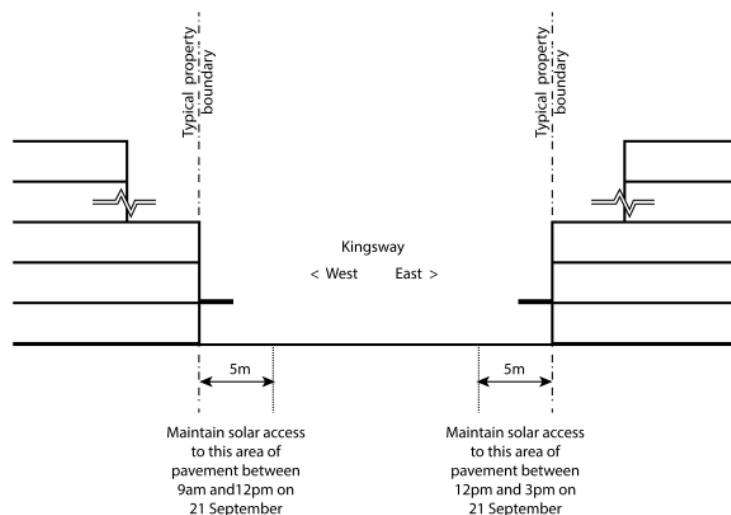 Typical property
boundary
Typical property
boundary
Kingsway
< West East >
5m
5m
Maintain solar access
to this area of
pavement between
9am and12pm on
21 September
Maintain solar access
to this area of
pavement between
12pm and 3pm on
21 September